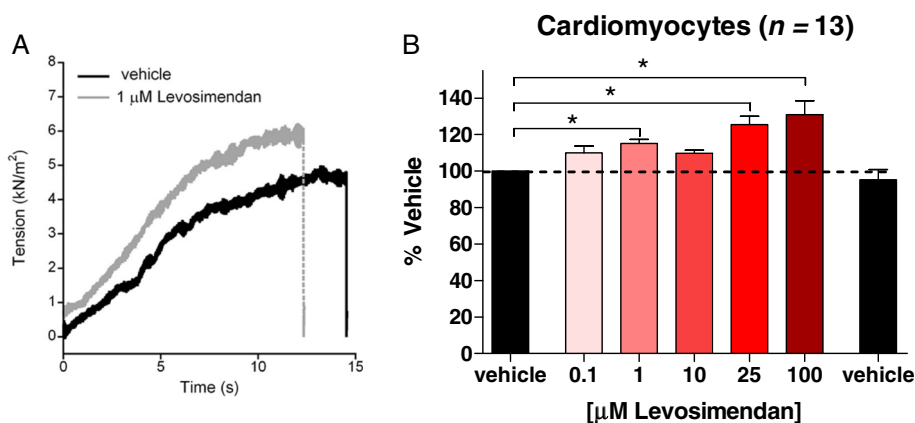 A
8
7
6
5
4
3
2
1
0
Tension (kN/m²)
vehicle
1 μM Levosimendan
0 5 10 15
Time (s)
B
Cardiomyocytes (n = 13)
140
120
100
80
60
40
20
0
% Vehicle
*
*
*
vehicle 0.1 1 10 25 100 vehicle
[μM Levosimendan]